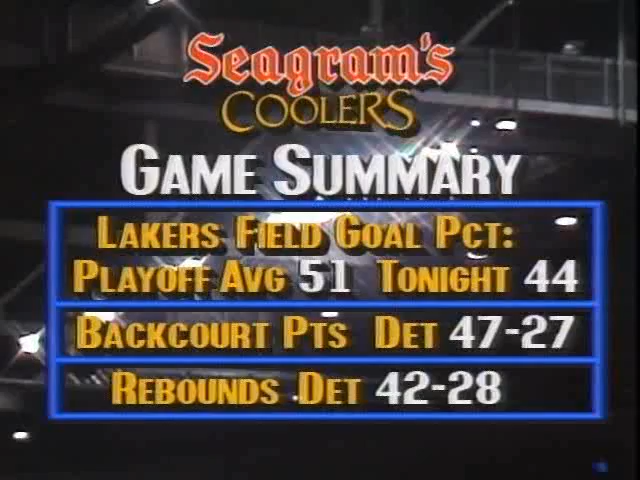 Seagram's
COOLERS
GAME SUMMARY
LAKERS FIELD GOAL PCT:
PLAYOFF AVG 51 TONIGHT 44
BACKCOURT PTS DET 47-27
REBOUNDS DET 42-28